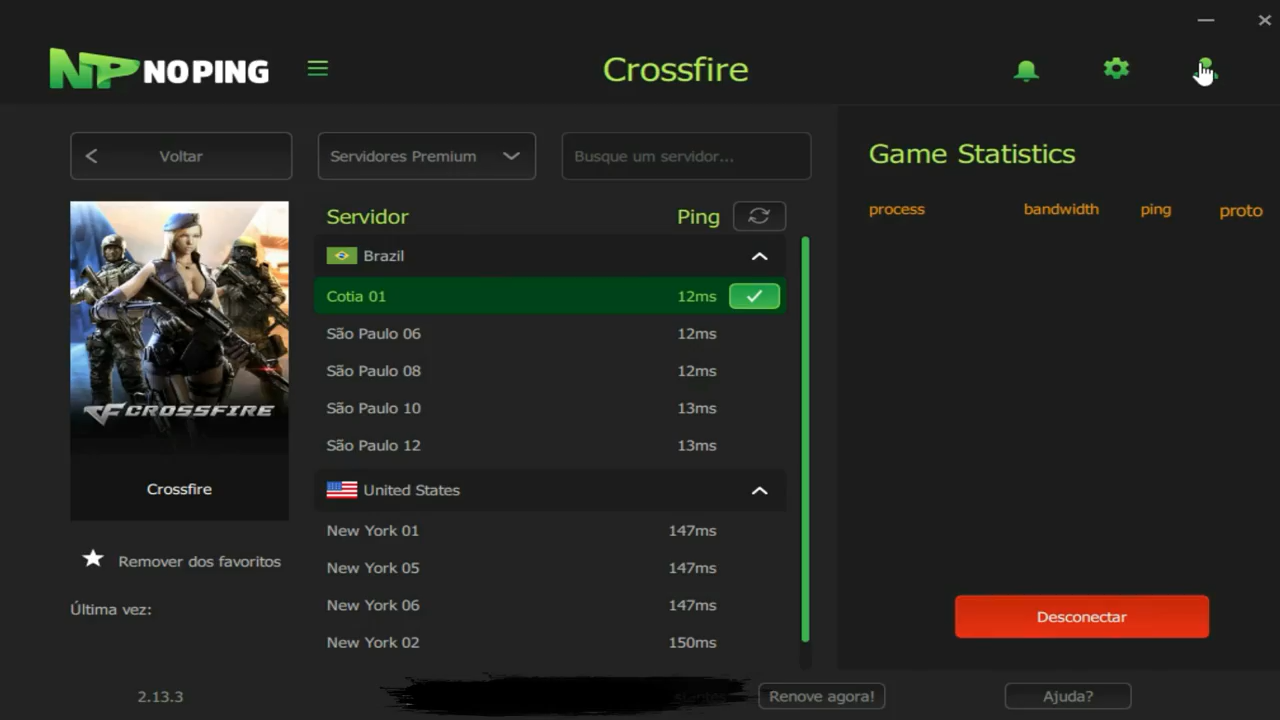 NP NOPING
Crossfire
Voltar
Servidores Premium
Busque um servidor...
Game Statistics
Servidor Ping
process bandwidth ping proto
Brazil
Cotia 01 12ms
São Paulo 06 12ms
São Paulo 08 12ms
São Paulo 10 13ms
São Paulo 12 13ms
CF CROSSFIRE
Crossfire
United States
New York 01 147ms
New York 05 147ms
New York 06 147ms
New York 02 150ms
Remover dos favoritos
Última vez:
Desconectar
2.13.3
Renove agora!
Ajuda?